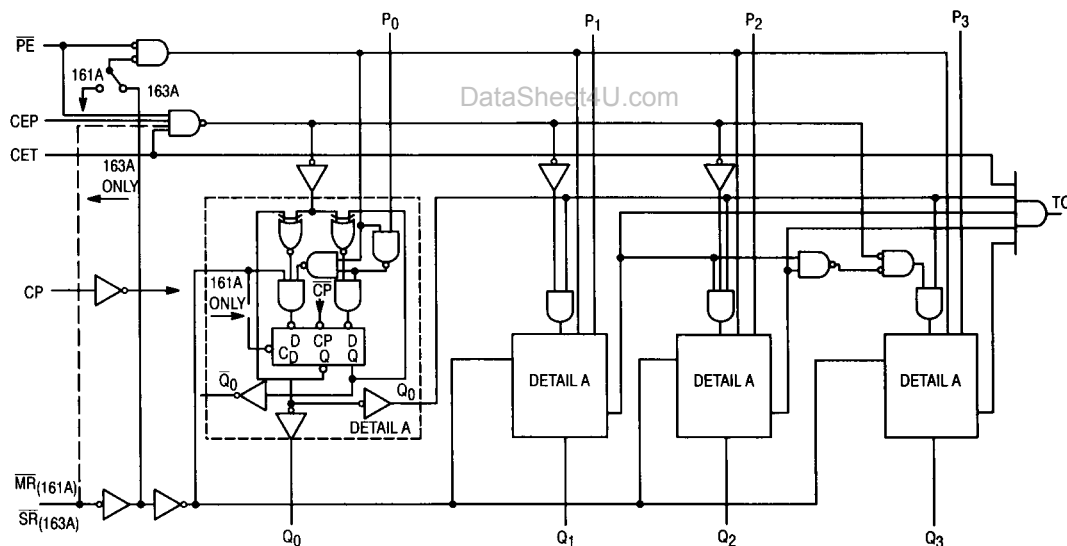 P0
P1
P2
P3
PE
161A
163A
DataSheet4U.com
CEP
CET
163A
ONLY
TC
CP
161A
ONLY
CP
D
CP
D
CD
Q
Q
Q0
Q0
DETAIL A
DETAIL A
DETAIL A
DETAIL A
MR(161A)
SR(163A)
Q0
Q1
Q2
Q3